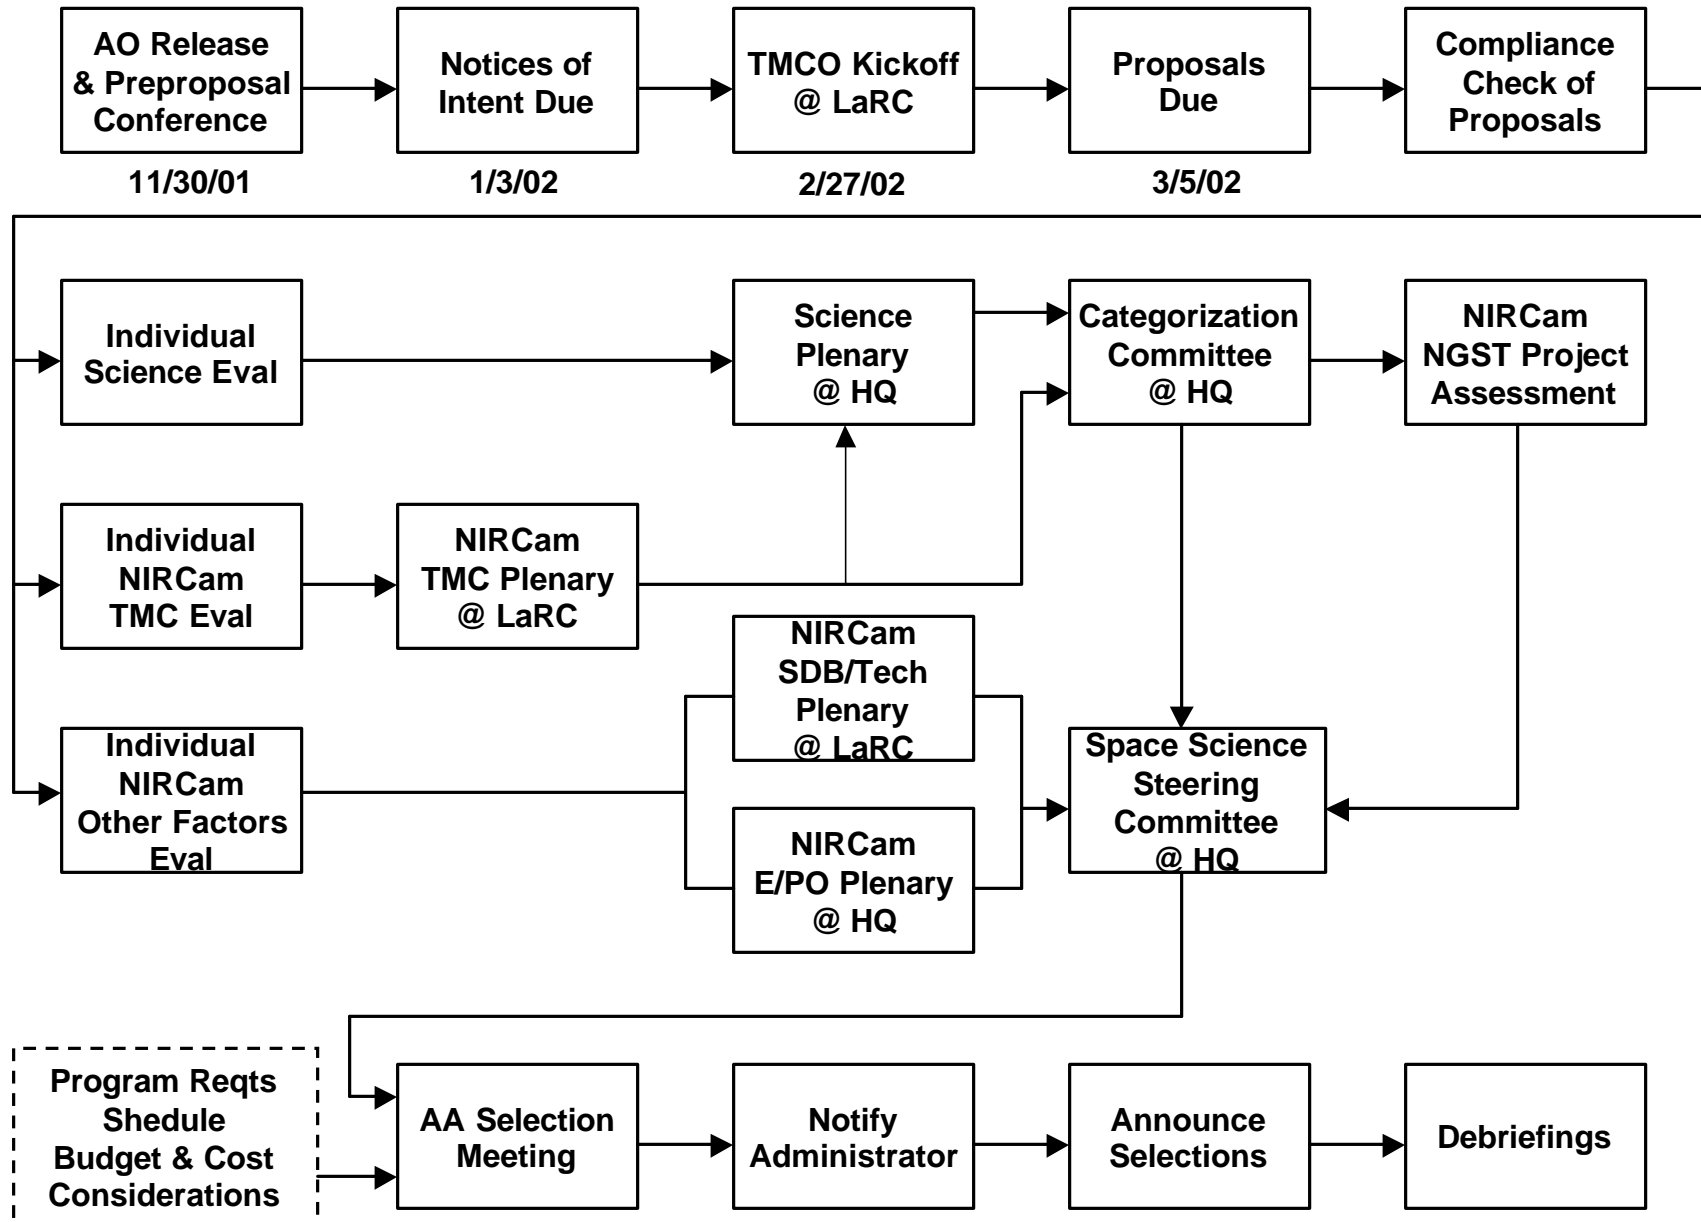 AO Release
& Preproposal
Conference
Notices of
Intent Due
TMCO Kickoff
@ LaRC
Proposals
Due
Compliance
Check of
Proposals
11/30/01
1/3/02
2/27/02
3/5/02
Individual
Science Eval
Science
Plenary
@ HQ
Categorization
Committee
@ HQ
NIRCam
NGST Project
Assessment
Individual
NIRCam
TMC Eval
NIRCam
TMC Plenary
@ LaRC
NIRCam
SDB/Tech
Plenary
@ LaRC
Individual
NIRCam
Other Factors
Eval
NIRCam
E/PO Plenary
@ HQ
Space Science
Steering
Committee
@ HQ
Program Reqts
Shedule
Budget & Cost
Considerations
AA Selection
Meeting
Notify
Administrator
Announce
Selections
Debriefings